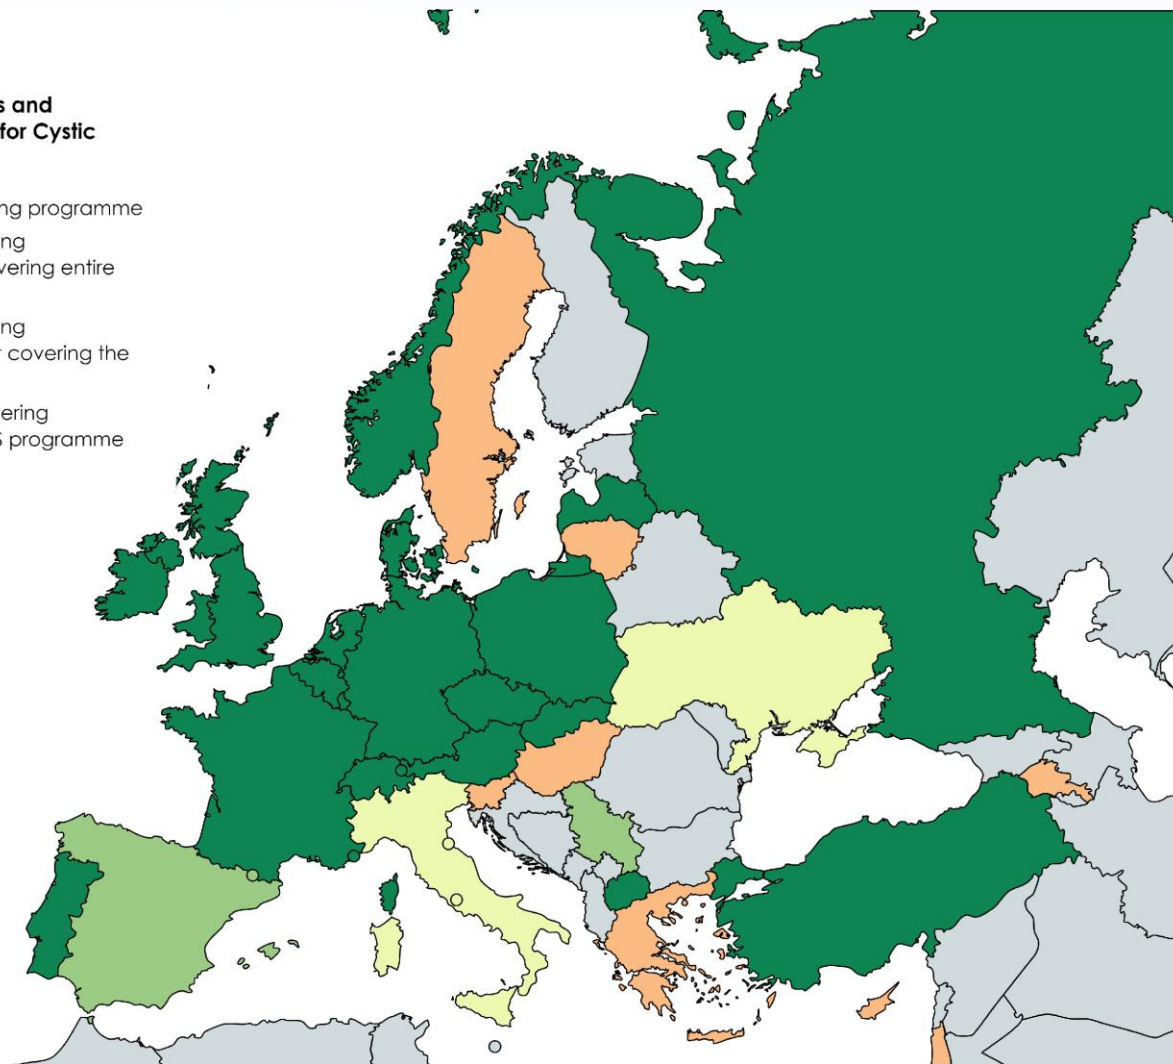 s and
for Cystic
ng programme
ng
vering entire
ng
covering the
ering
programme